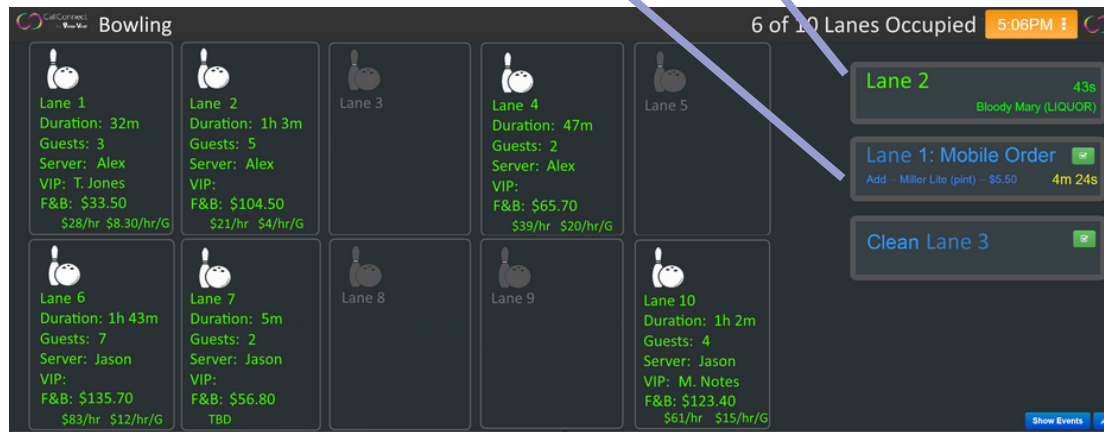 CallConnect
Bowling
6 of 10 Lanes Occupied
5:06PM
Lane 1
Duration: 32m
Guests: 3
Server: Alex
VIP: T. Jones
F&B: $33.50
$28/hr $8.30/hr/G
Lane 2
Duration: 1h 3m
Guests: 5
Server: Alex
VIP:
F&B: $104.50
$21/hr $4/hr/G
Lane 3
Lane 4
Duration: 47m
Guests: 2
Server: Alex
VIP:
F&B: $65.70
$39/hr $20/hr/G
Lane 5
Lane 6
Duration: 1h 43m
Guests: 7
Server: Jason
VIP:
F&B: $135.70
$83/hr $12/hr/G
Lane 7
Duration: 5m
Guests: 2
Server: Jason
VIP:
F&B: $56.80
TBD
Lane 8
Lane 9
Lane 10
Duration: 1h 2m
Guests: 4
Server: Jason
VIP: M. Notes
F&B: $123.40
$61/hr $15/hr/G
Lane 2
43s
Bloody Mary (LIQUOR)
Lane 1: Mobile Order
Add -- Miller Lite (pint) -- $5.50 4m 24s
Clean Lane 3
Show Events